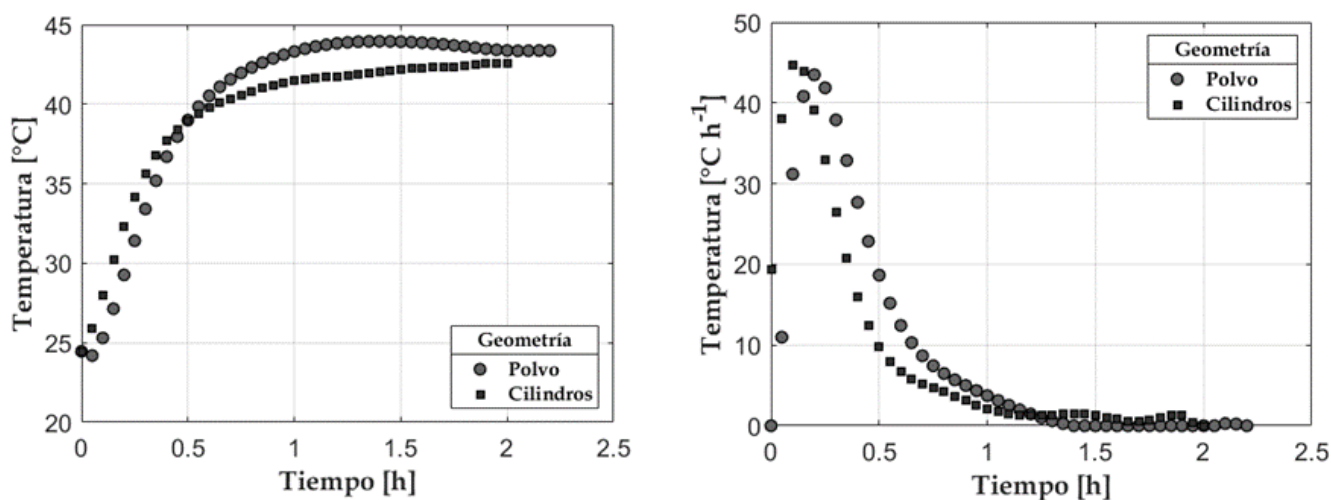 45
40
35
30
25
20
Temperatura [°C]
0
0.5
1
1.5
2
2.5
Tiempo [h]
Geometría
Polvo
Cilindros
50
40
30
20
10
0
Temperatura [°C h⁻¹]
0
0.5
1
1.5
2
2.5
Tiempo [h]
Geometría
Polvo
Cilindros